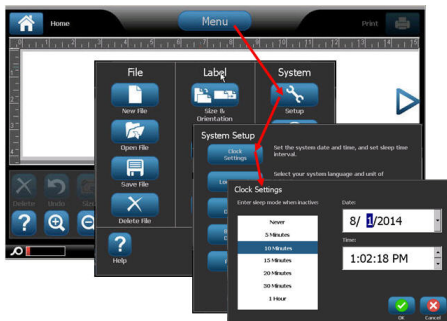 Home
Menu
Print
File
Label
System
New File
Size &
Orientation
Setup
Open File
Save File
Delete File
Help
Delete
Undo
System Setup
Clock
Settings
Set the system date and time, and set sleep time
interval.
Select your system language and unit of
Clock Settings
Enter sleep mode when inactive:
Never
5 Minutes
10 Minutes
15 Minutes
20 Minutes
30 Minutes
1 Hour
Date:
8/ 1/2014
Time:
1:02:18 PM
OK
Cancel